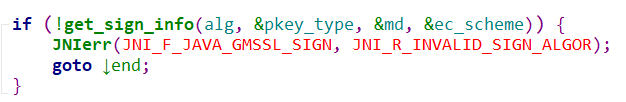 if (!get_sign_info(alg, &pkey_type, &md, &ec_scheme)) {
JNIerr(JNI_F_JAVA_GMSSL_SIGN, JNI_R_INVALID_SIGN_ALGOR);
goto ↓end;
}